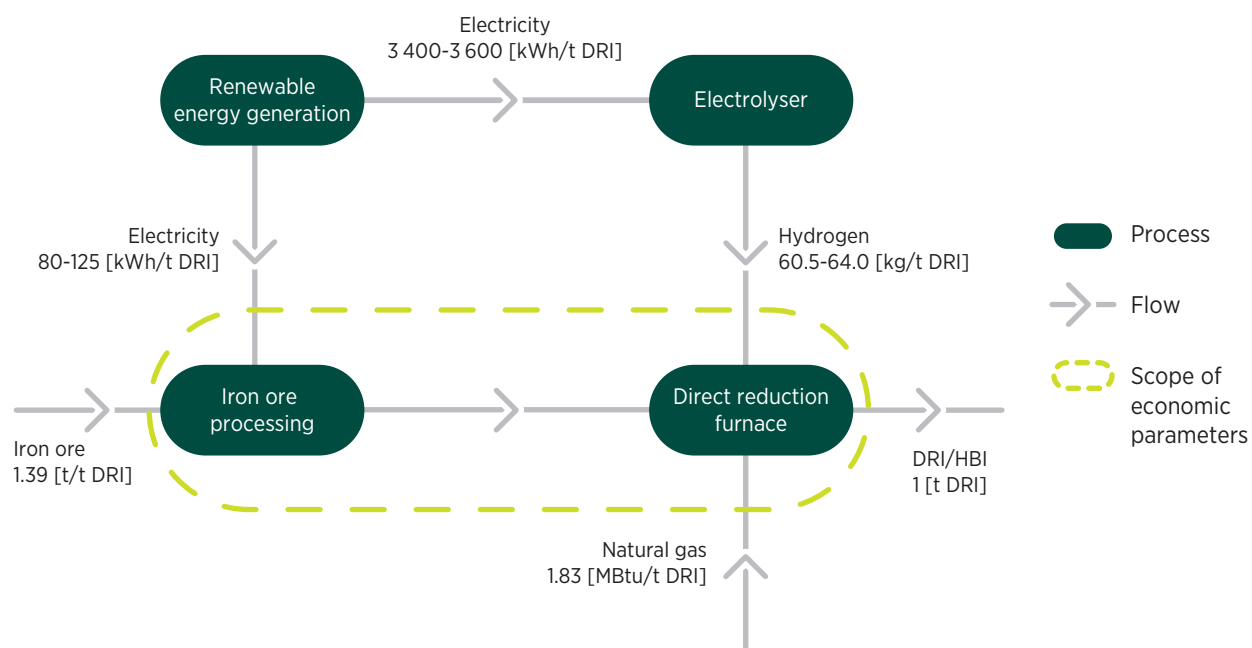 Electricity
3 400-3 600 [kWh/t DRI]
Renewable
energy generation
Electrolyser
Electricity
80-125 [kWh/t DRI]
Hydrogen
60.5-64.0 [kg/t DRI]
Iron ore
processing
Direct reduction
furnace
Iron ore
1.39 [t/t DRI]
DRI/HBI
1 [t DRI]
Natural gas
1.83 [MBtu/t DRI]
Process
Flow
Scope of
economic
parameters